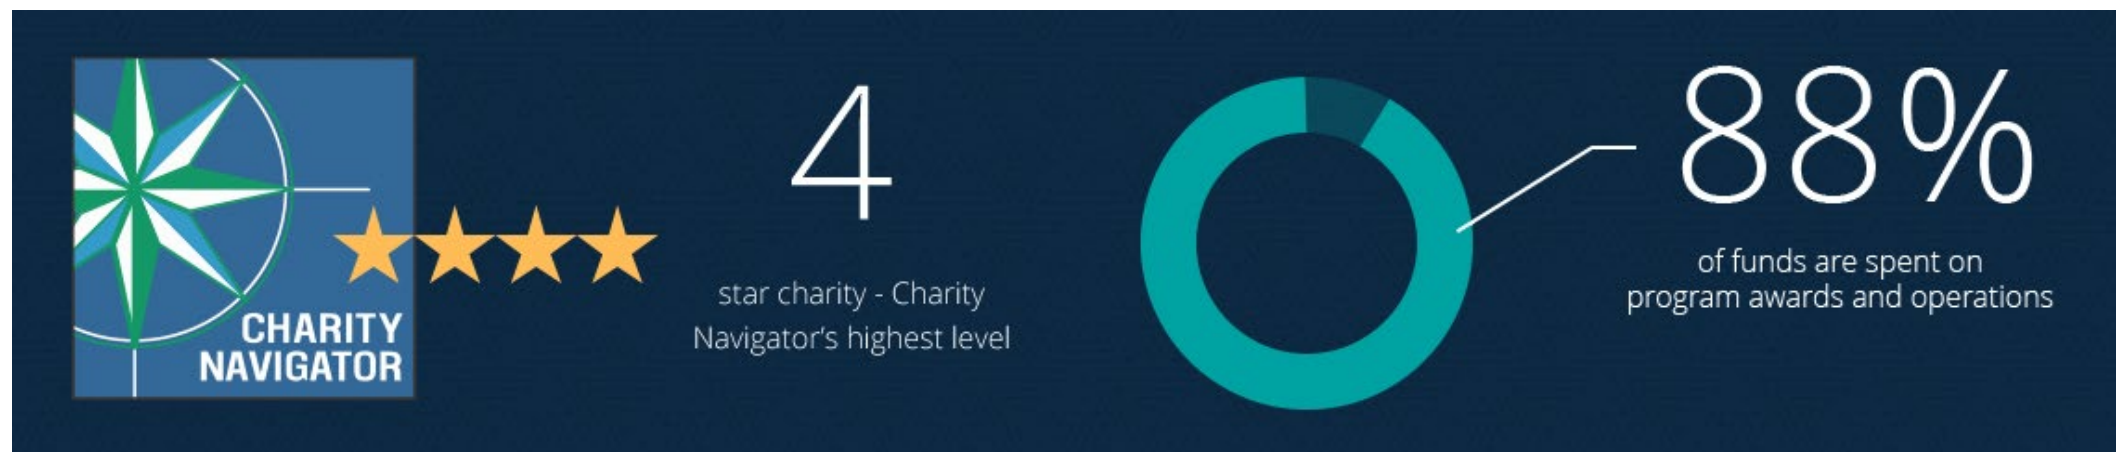 CHARITY
NAVIGATOR
4
star charity - Charity
Navigator's highest level
88%
of funds are spent on
program awards and operations